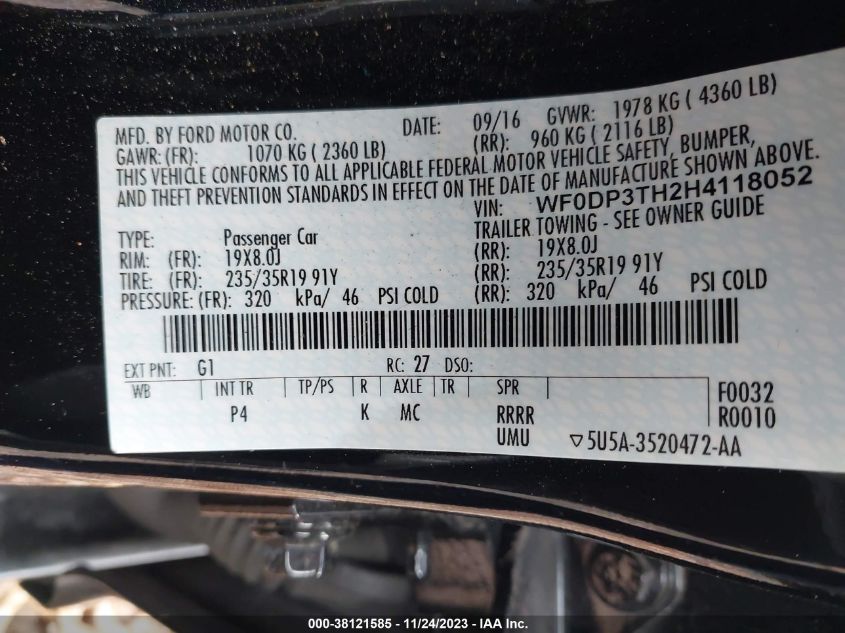 MFD. BY FORD MOTOR CO. DATE: 09/16 GVWR: 1978 KG ( 4360 LB)
GAWR: (FR): 1070 KG ( 2360 LB) (RR): 960 KG ( 2116 LB)
THIS VEHICLE CONFORMS TO ALL APPLICABLE FEDERAL MOTOR VEHICLE SAFETY, BUMPER,
AND THEFT PREVENTION STANDARDS IN EFFECT ON THE DATE OF MANUFACTURE SHOWN ABOVE.
VIN: WF0DP3TH2H4118052
TYPE: Passenger Car TRAILER TOWING - SEE OWNER GUIDE
RIM: (FR): 19X8.0J (RR): 19X8.0J
TIRE: (FR): 235/35R19 91Y (RR): 235/35R19 91Y
PRESSURE: (FR): 320 kPa/ 46 PSI COLD (RR): 320 kPa/ 46 PSI COLD
EXT PNT: G1 RC: 27 DSO:
WB INT TR TP/PS R AXLE TR SPR F0032
P4 K MC RRRR R0010
UMU ▽5U5A-3520472-AA
000-38121585 - 11/24/2023 - IAA Inc.